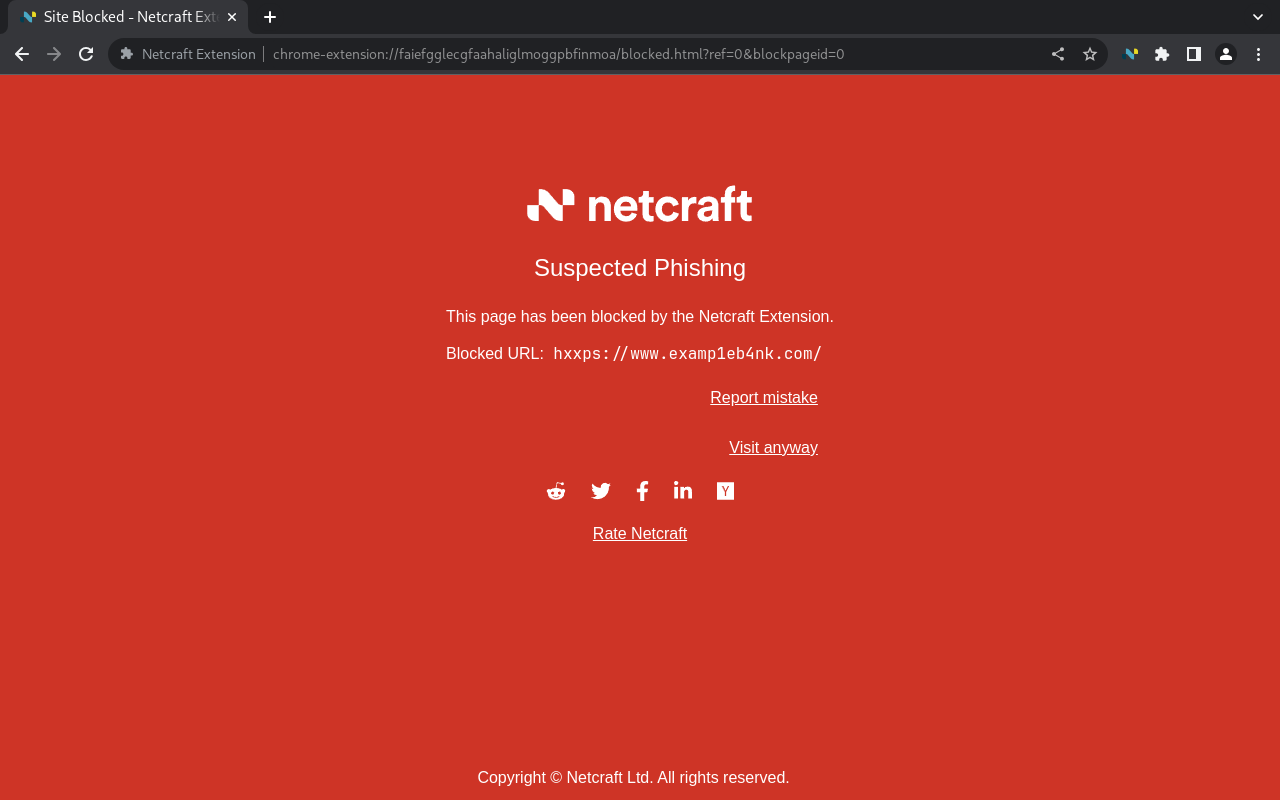 Site Blocked - Netcraft Ext
Netcraft Extension
chrome-extension://faiefgglecgfaahaliglmoggpbfinmoa/blocked.html?ref=0&blockpageid=0
netcraft
Suspected Phishing
This page has been blocked by the Netcraft Extension.
Blocked URL: hxxps://www.examp1eb4nk.com/
Report mistake
Visit anyway
Rate Netcraft
Copyright © Netcraft Ltd. All rights reserved.